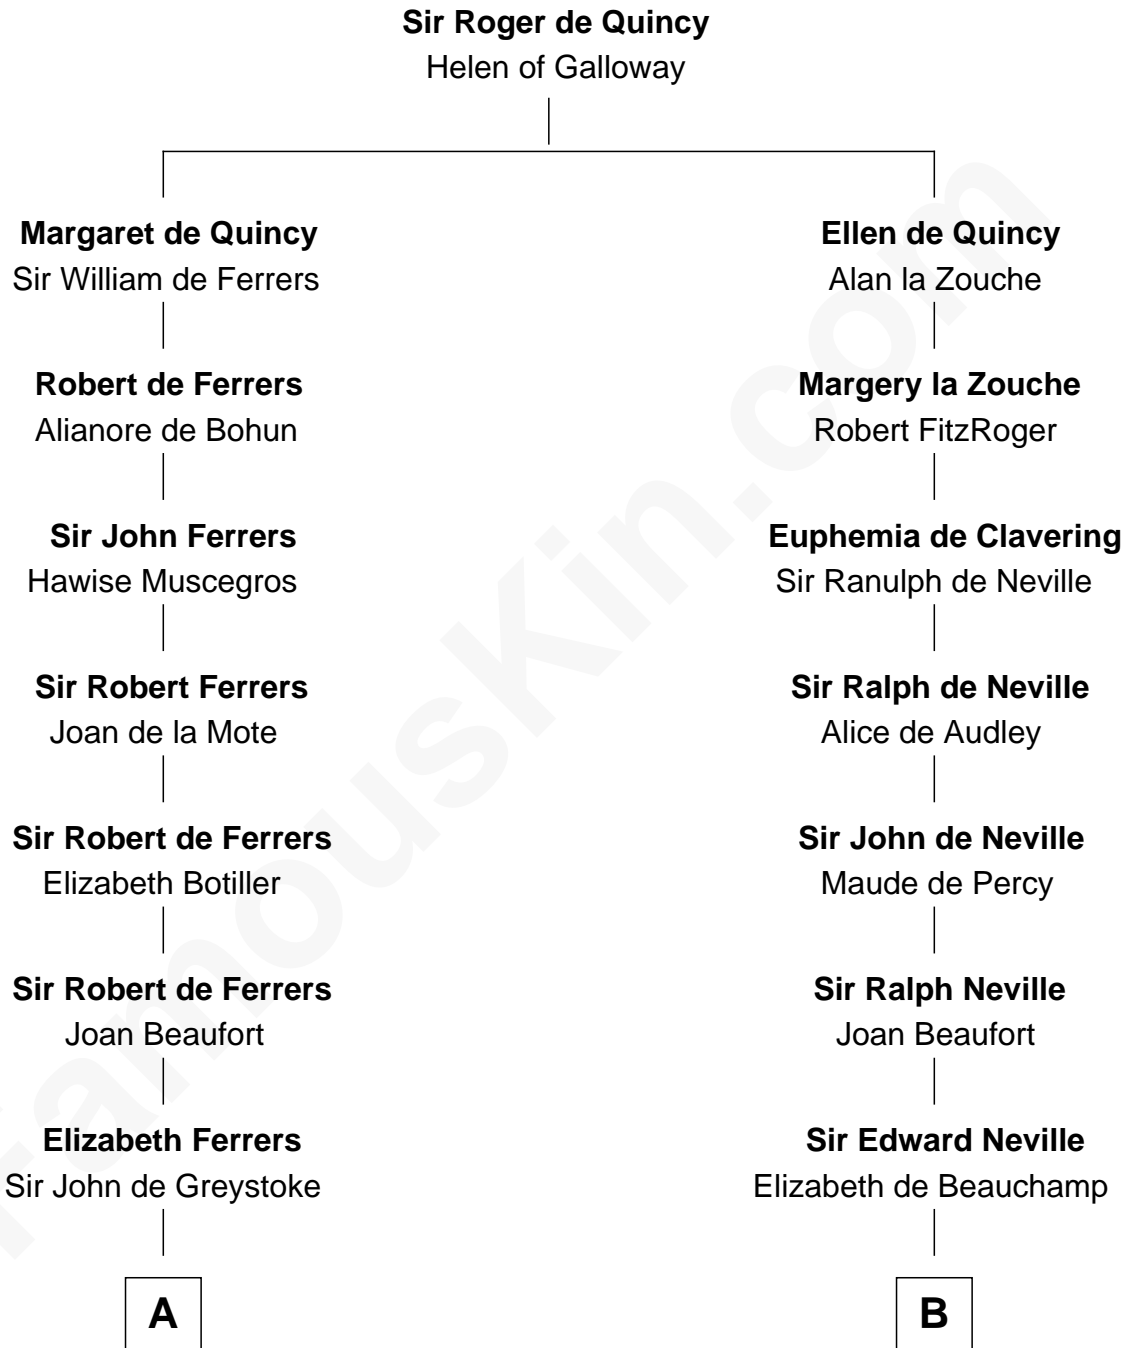 Sir Roger de Quincy
Helen of Galloway
Margaret de Quincy
Sir William de Ferrers
Ellen de Quincy
Alan la Zouche
Robert de Ferrers
Alianore de Bohun
Margery la Zouche
Robert FitzRoger
Sir John Ferrers
Hawise Muscegros
Euphemia de Clavering
Sir Ranulph de Neville
Sir Robert Ferrers
Joan de la Mote
Sir Ralph de Neville
Alice de Audley
Sir Robert de Ferrers
Elizabeth Botiller
Sir John de Neville
Maude de Percy
Sir Robert de Ferrers
Joan Beaufort
Sir Ralph Neville
Joan Beaufort
Elizabeth Ferrers
Sir John de Greystoke
Sir Edward Neville
Elizabeth de Beauchamp
A
B
FamousKin.com